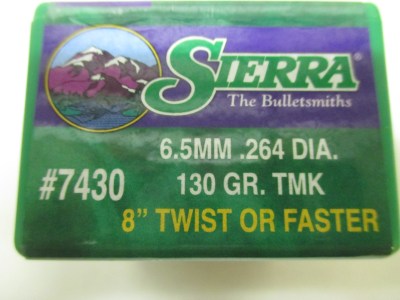 SIERRA®
The Bulletsmiths
6.5MM .264 DIA.
#7430 130 GR. TMK
8" TWIST OR FASTER